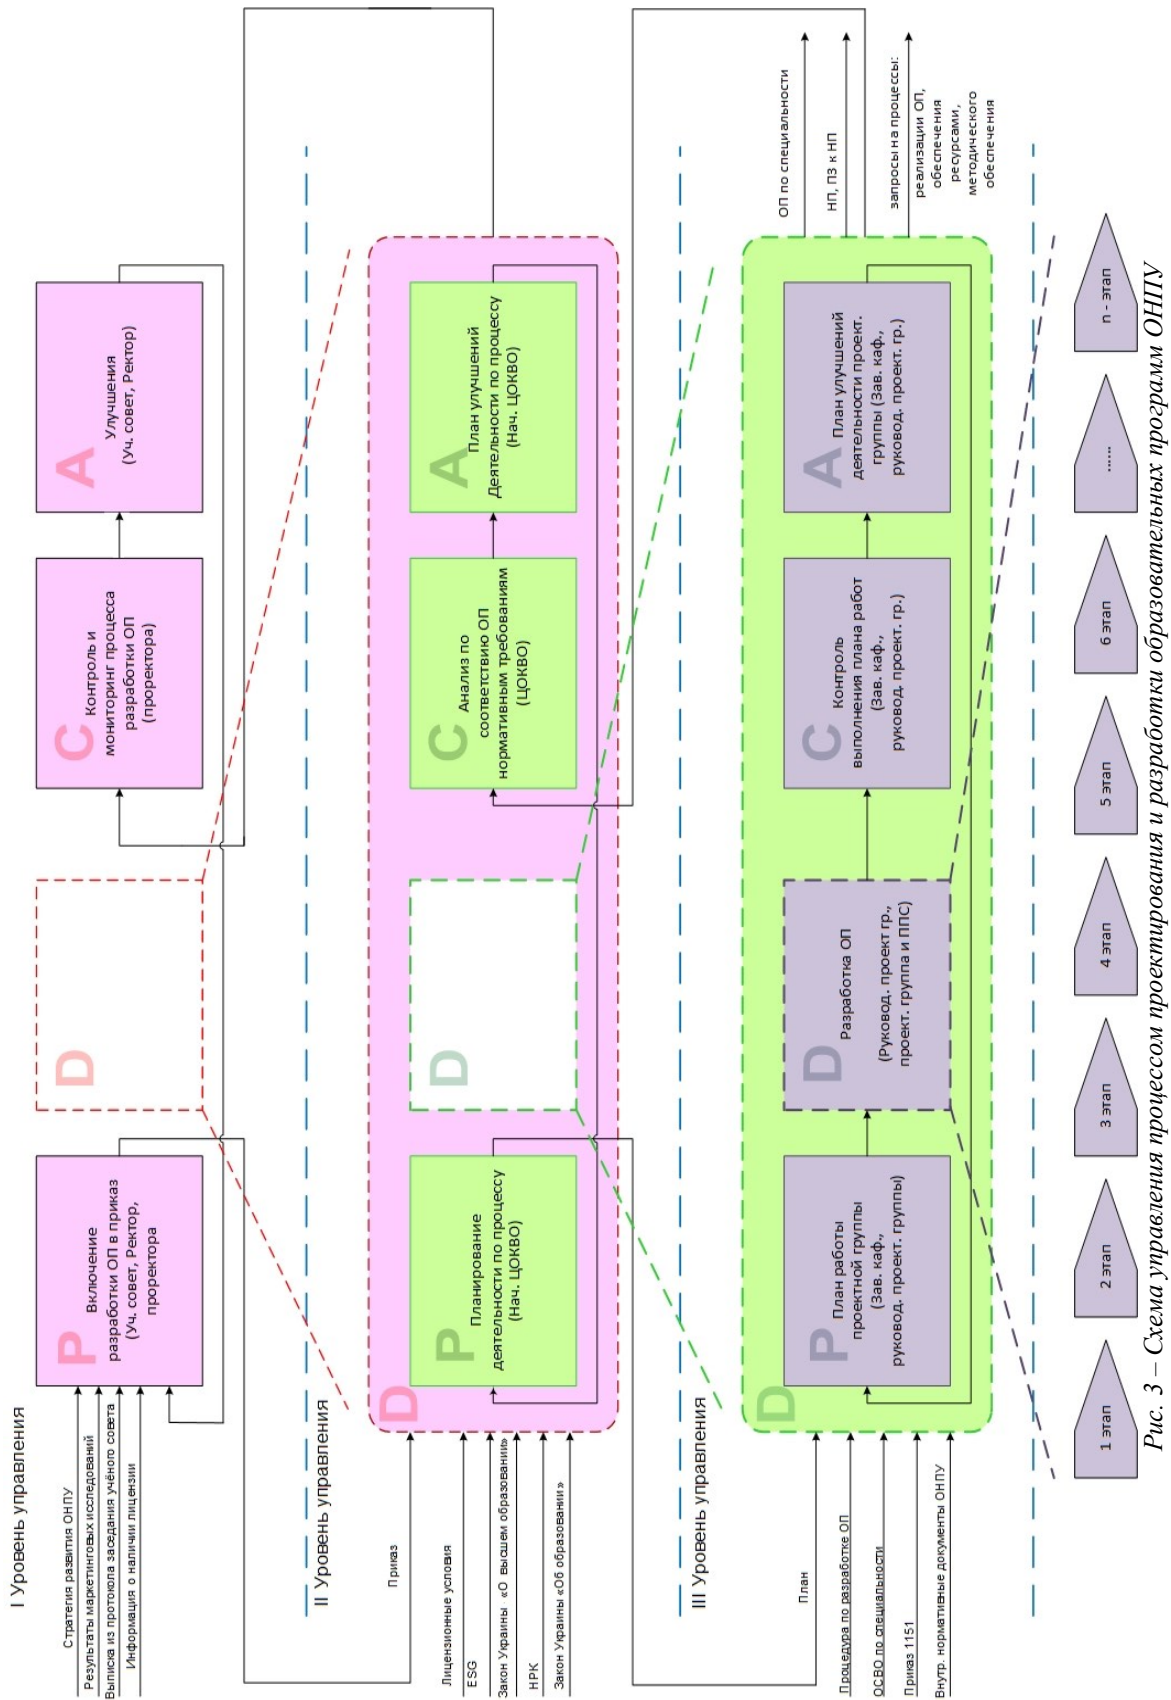 I Уровень управления
Стратегия развития ОНПУ
Результаты маркетинговых исследований
Выписка из протокола заседания учёного совета
Информация о наличии лицензии
P
Включение
разработки ОП в приказ
(Уч. совет, Ректор,
проректора
D
C
Контроль и
мониторинг процесса
разработки ОП
(проректора)
A
Улучшения
(Уч. совет, Ректор)
II Уровень управления
Приказ
Лицензионные условия
ESG
Закон Украины «О высшем образовании»
НРК
Закон Украины «Об образовании»
D
P
Планирование
деятельности по процессу
(Нач. ЦОКВО)
D
C
Анализ по
соответствию ОП
нормативным требованиям
(ЦОКВО)
A
План улучшений
Деятельности по процессу
(Нач. ЦОКВО)
III Уровень управления
План
Процедура по разработке ОП
ОСВО по специальности
Приказ 1151
Внутр. нормативные документы ОНПУ
D
P
План работы
проектной группы
(Зав. каф.,
руковод. проект. группы)
D
Разработка ОП
(Руковод. проект гр.,
проект. группа и ППС)
C
Контроль
выполнения плана работ
(Зав. каф.,
руковод. проект. гр.)
A
План улучшений
деятельности проект.
группы (Зав. каф.,
руковод. проект. гр.)
ОП по специальности
НП, ПЗ к НП
запросы на процессы:
реализации ОП,
обеспечения
ресурсами,
методического
обеспечения
1 этап
2 этап
3 этап
4 этап
5 этап
6 этап
......
n - этап
Рис. 3 – Схема управления процессом проектирования и разработки образовательных программ ОНПУ